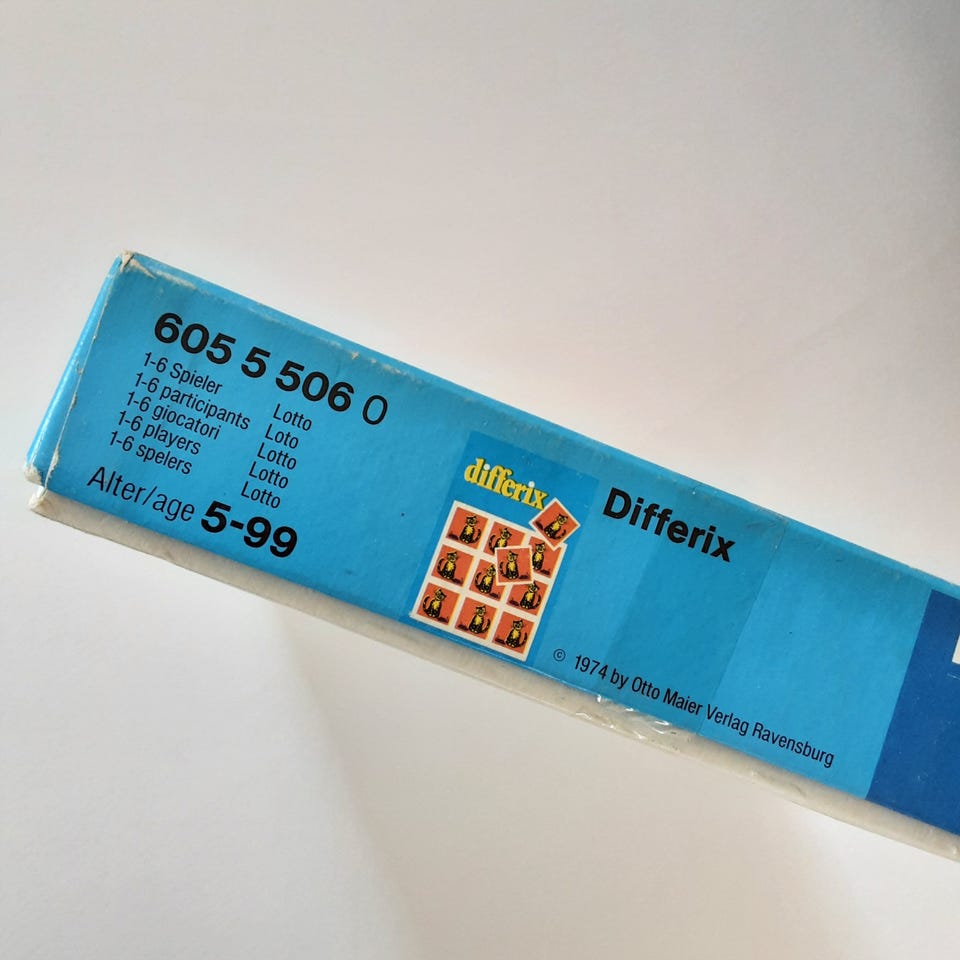 605 5 506 0
1-6 Spieler Lotto
1-6 participants Loto
1-6 giocatori Lotto
1-6 players Lotto
1-6 spelers Lotto
Alter/age 5-99
differix
Differix
© 1974 by Otto Maier Verlag Ravensburg